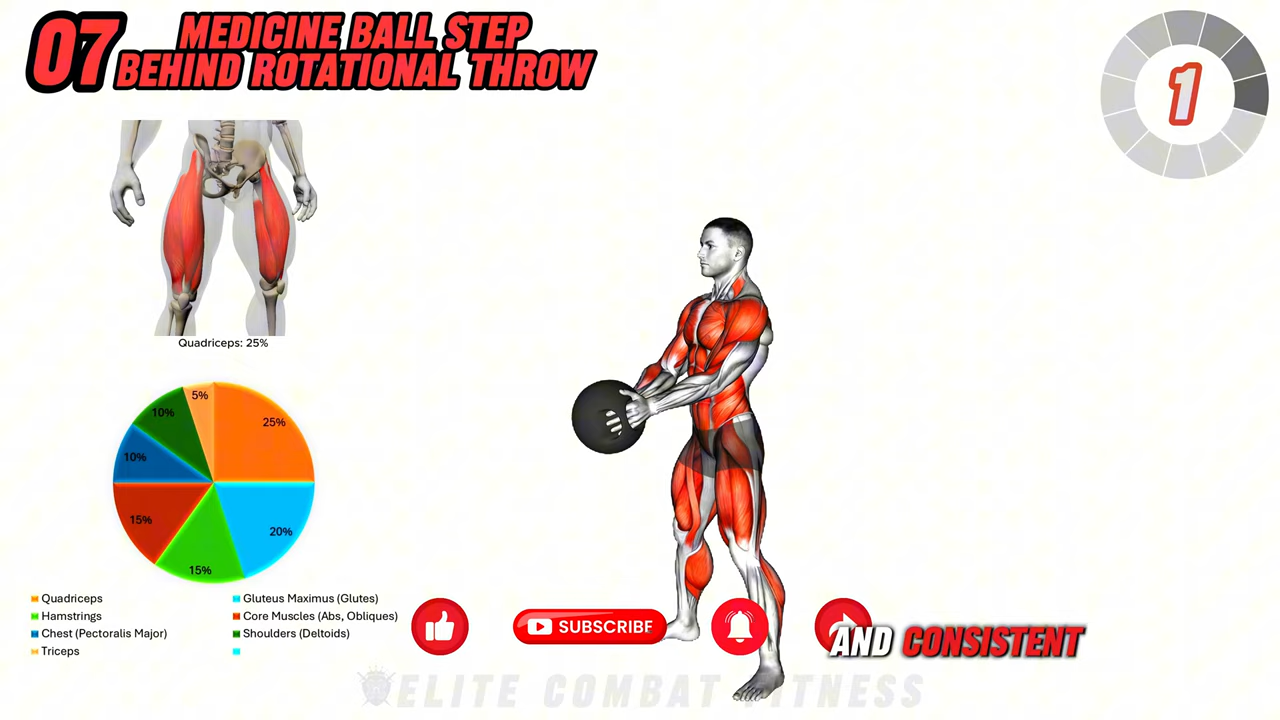 07
MEDICINE BALL STEP
BEHIND ROTATIONAL THROW
1
Quadriceps: 25%
5%
10%
25%
10%
15%
20%
15%
Quadriceps
Gluteus Maximus (Glutes)
Hamstrings
Core Muscles (Abs, Obliques)
Chest (Pectoralis Major)
Shoulders (Deltoids)
Triceps
SUBSCRIBE
AND CONSISTENT
ELITE COMBAT FITNESS